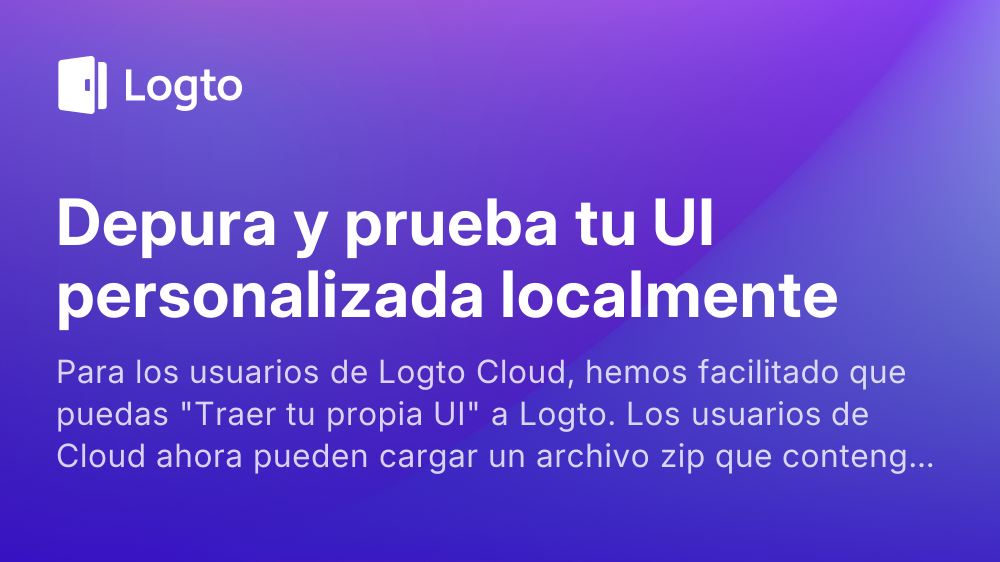 Logto
Depura y prueba tu UI
personalizada localmente
Para los usuarios de Logto Cloud, hemos facilitado que
puedas "Traer tu propia UI" a Logto. Los usuarios de
Cloud ahora pueden cargar un archivo zip que conteng...